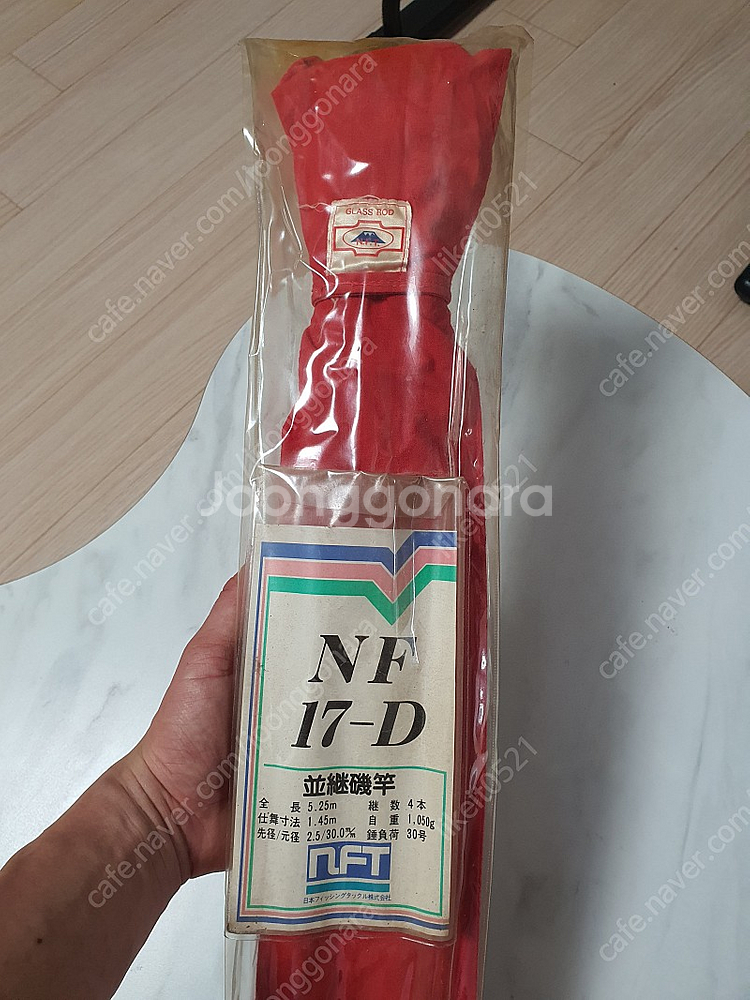 GLASS ROD
N.F.T.
Joonggonara
NF
17-D
並継磯竿
全長 5.25m 継数 4本
仕舞寸法 1.45m 自重 1.050g
先径/元径 2.5/30.0m/m 錘負荷 30号
NFT
日本フィッシングタックル株式会社
cafe.naver.com/joonggonara
likeit0521